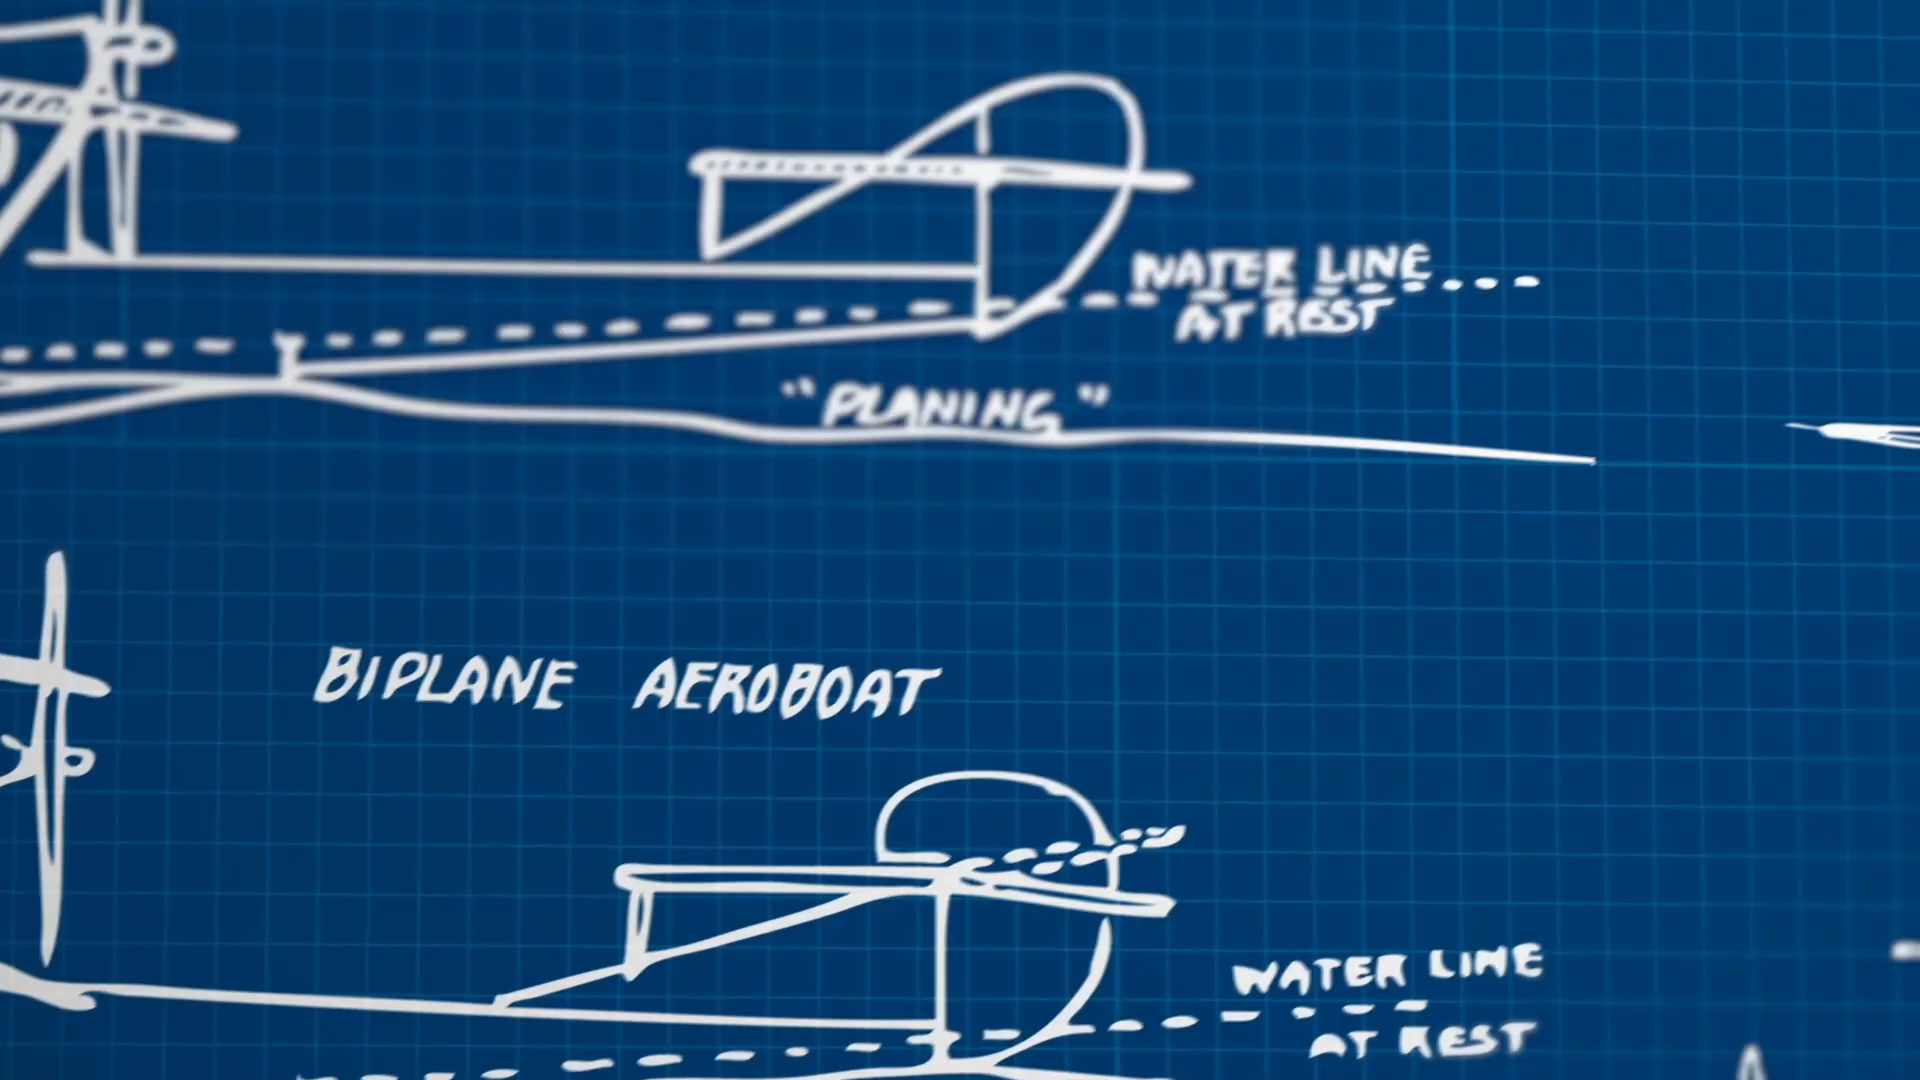 WATER LINE
AT REST
"PLANING"
BIPLANE AEROBOAT
WATER LINE
AT REST